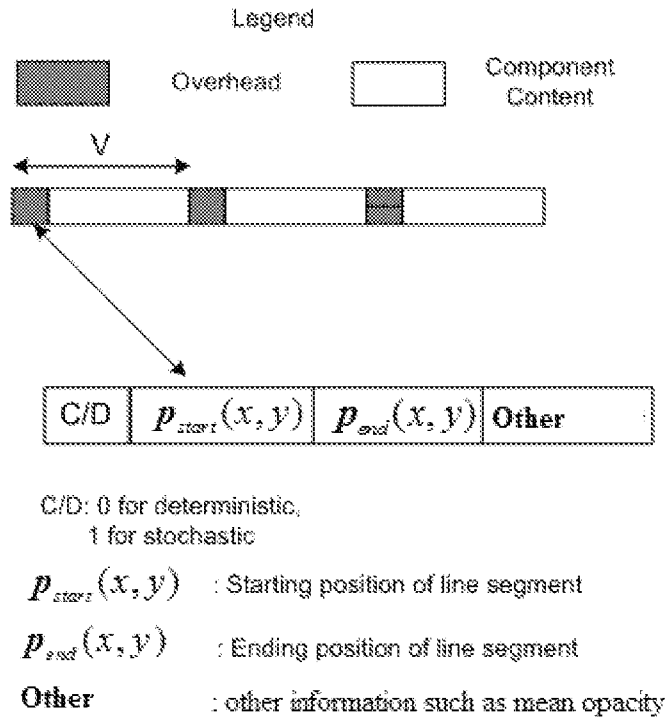 Legend
Overhead
Component
Content
V
C/D p_start(x, y) p_end(x, y) Other
C/D: 0 for deterministic,
1 for stochastic
p_start(x, y) : Starting position of line segment
p_end(x, y) : Ending position of line segment
Other : other information such as mean opacity